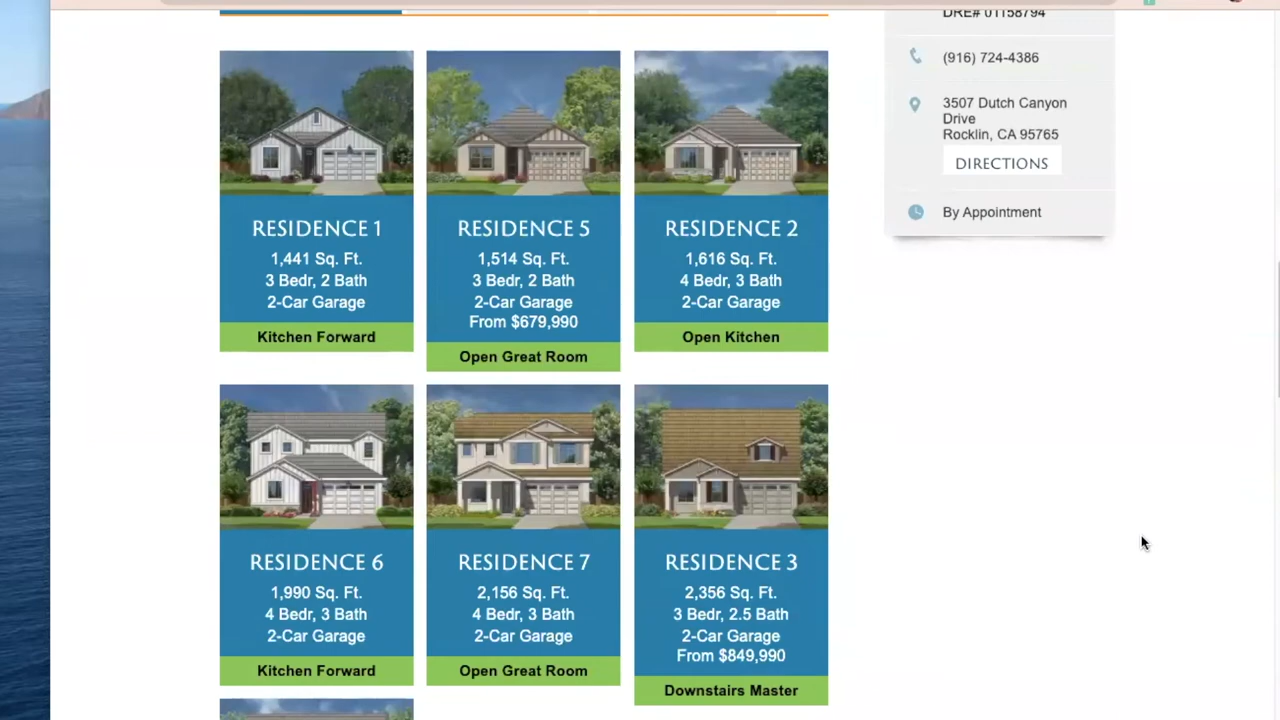 DRE# 01158794
(916) 724-4386
3507 Dutch Canyon
Drive
Rocklin, CA 95765
DIRECTIONS
By Appointment
RESIDENCE 1
1,441 Sq. Ft.
3 Bedr, 2 Bath
2-Car Garage
Kitchen Forward
RESIDENCE 5
1,514 Sq. Ft.
3 Bedr, 2 Bath
2-Car Garage
From $679,990
Open Great Room
RESIDENCE 2
1,616 Sq. Ft.
4 Bedr, 3 Bath
2-Car Garage
Open Kitchen
RESIDENCE 6
1,990 Sq. Ft.
4 Bedr, 3 Bath
2-Car Garage
Kitchen Forward
RESIDENCE 7
2,156 Sq. Ft.
4 Bedr, 3 Bath
2-Car Garage
Open Great Room
RESIDENCE 3
2,356 Sq. Ft.
3 Bedr, 2.5 Bath
2-Car Garage
From $849,990
Downstairs Master